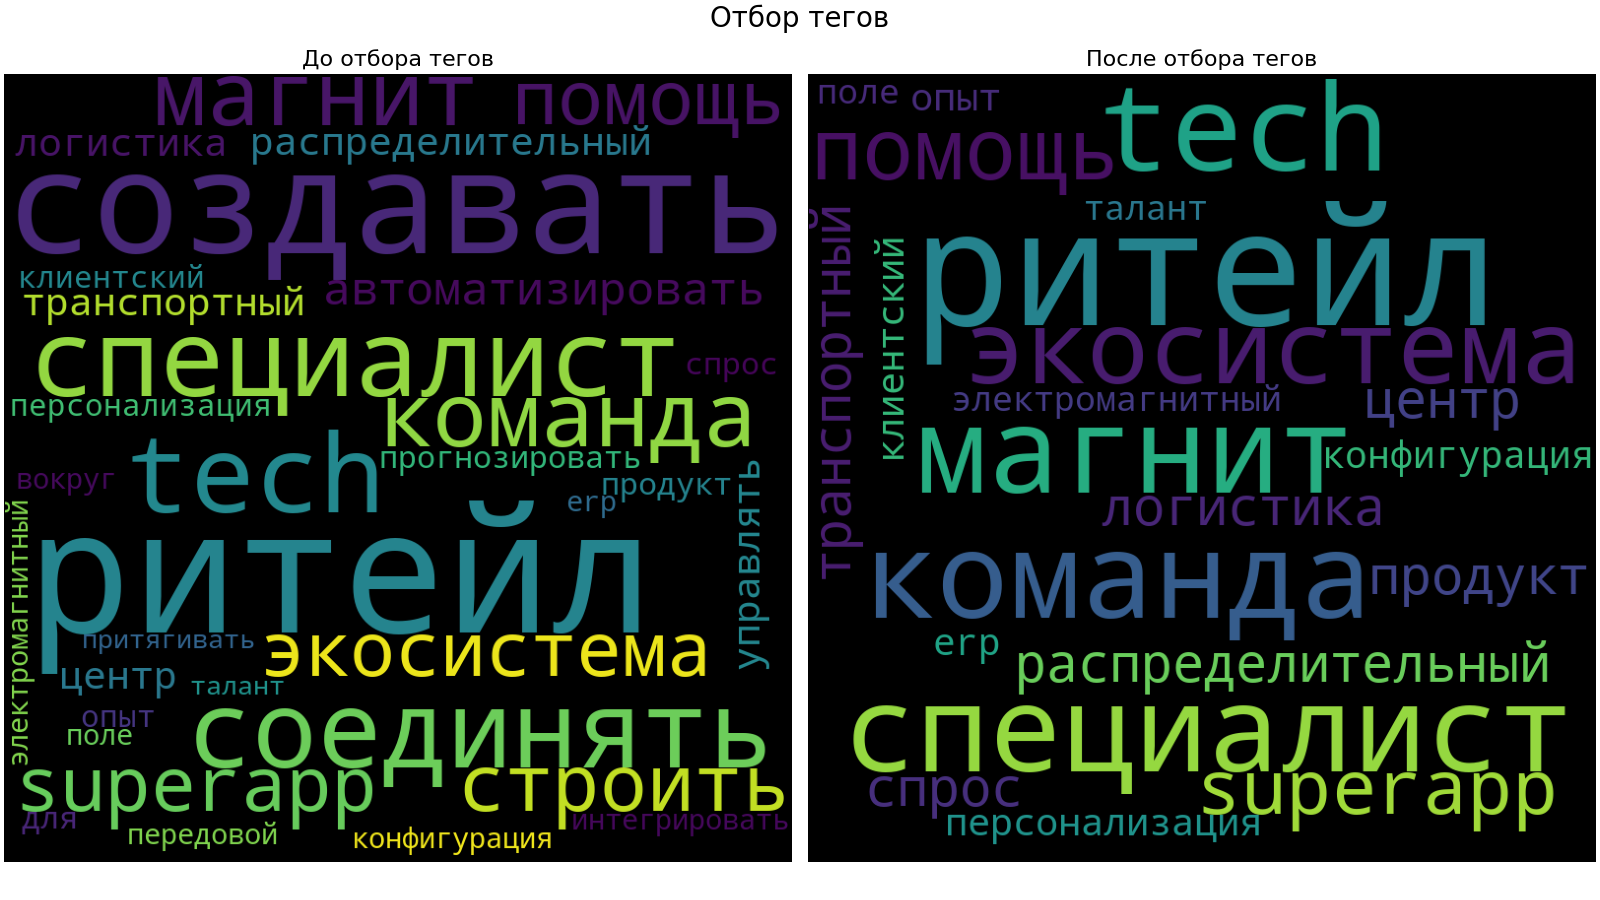 Отбор тегов
До отбора тегов
магнит помощь
логистика распределительный
создавать
клиентский автоматизировать
транспортный
специалист спрос
персонализация команда
tech прогнозировать
вокруг продукт
erp
управлять
электромагнитный
ритейл
притягивать экосистема
центр талант
опыт соединять
поле
superapp строить
для интегрировать
передовой конфигурация
После отбора тегов
поле опыт tech
помощь
талант
транспортный
клиентский
ритейл
экосистема
электромагнитный центр
магнит конфигурация
логистика
команда продукт
erp распределительный
специалист
спрос superapp
персонализация